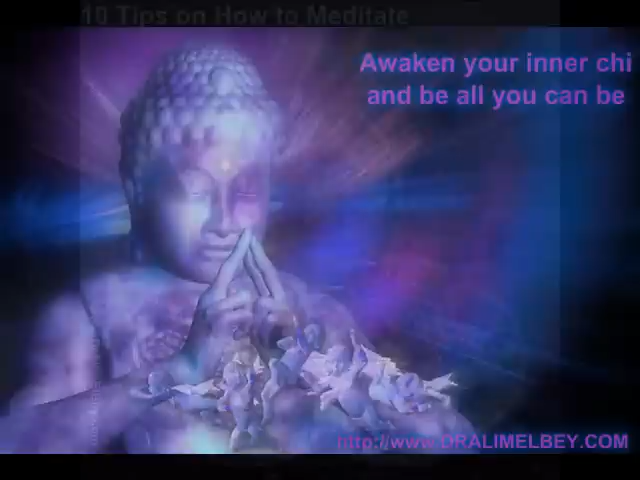 10 Tips on How to Meditate
Awaken your inner chi
and be all you can be
http://www.DRALIMELBEY.COM